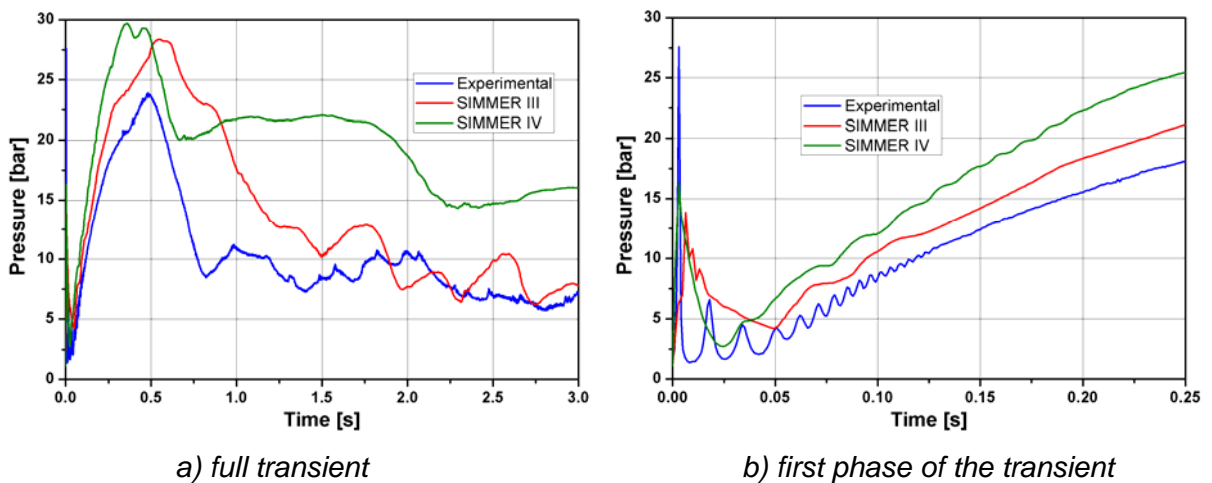 30
25
20
15
10
5
0
Pressure [bar]
Experimental
SIMMER III
SIMMER IV
0.0 0.5 1.0 1.5 2.0 2.5 3.0
Time [s]
a) full transient
30
25
20
15
10
5
0
Pressure [bar]
Experimental
SIMMER III
SIMMER IV
0.00 0.05 0.10 0.15 0.20 0.25
Time [s]
b) first phase of the transient